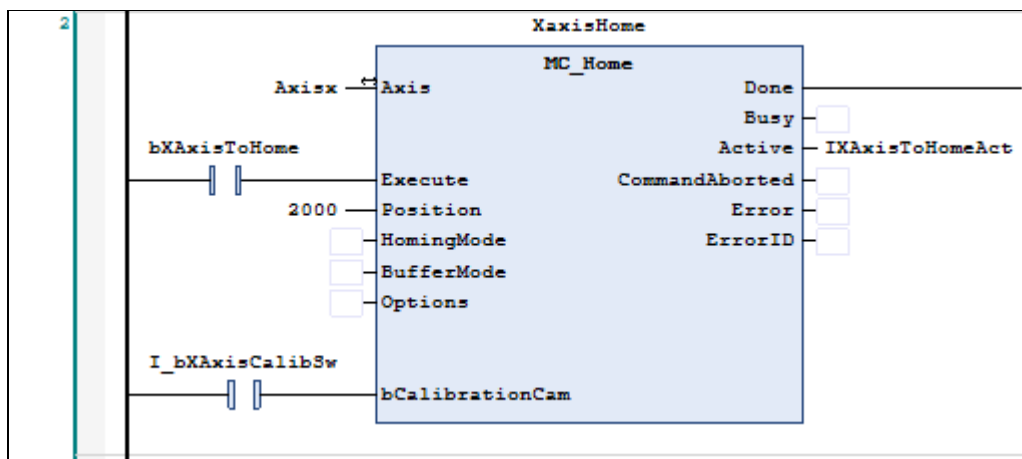 2
XaxisHome
MC_Home
Axisx Axis Done
Busy
bXAxisToHome Active IXAxisToHomeAct
Execute CommandAborted
2000 Position Error
HomingMode ErrorID
BufferMode
Options
I_bXAxisCalibSw
bCalibrationCam